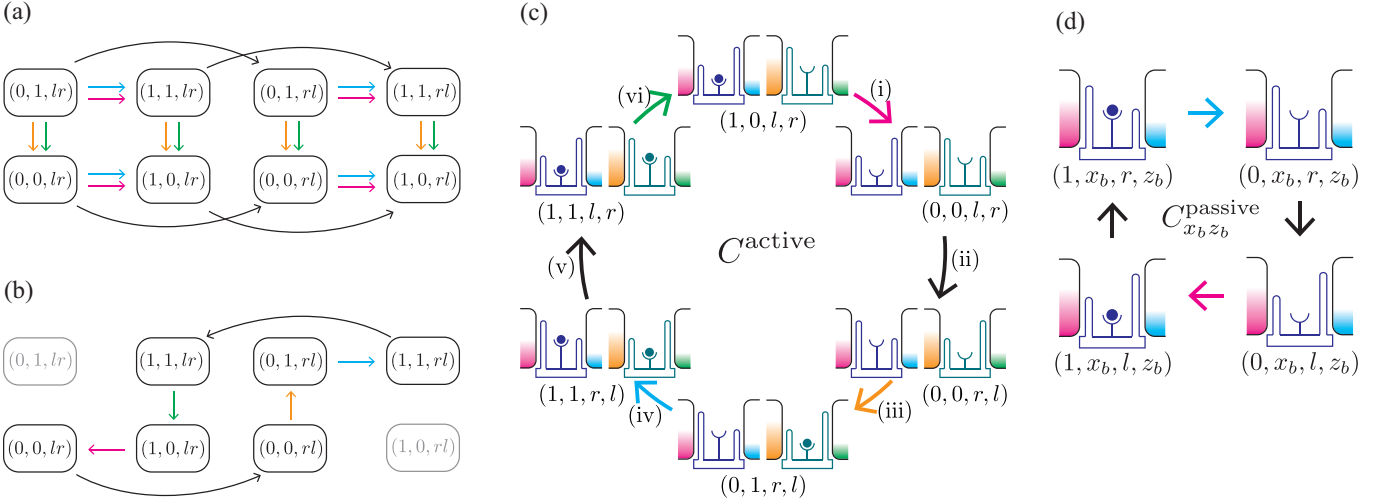 (a)
(0, 1, lr)
(1, 1, lr)
(0, 1, rl)
(1, 1, rl)
(0, 0, lr)
(1, 0, lr)
(0, 0, rl)
(1, 0, rl)
(b)
(0, 1, lr)
(1, 1, lr)
(0, 1, rl)
(1, 1, rl)
(0, 0, lr)
(1, 0, lr)
(0, 0, rl)
(1, 0, rl)
(c)
(vi)
(i)
(1, 0, l, r)
(1, 1, l, r)
(0, 0, l, r)
C^active
(v)
(ii)
(1, 1, r, l)
(0, 0, r, l)
(iv)
(iii)
(0, 1, r, l)
(d)
(1, x_b, r, z_b)
(0, x_b, r, z_b)
C^passive_{x_b z_b}
(1, x_b, l, z_b)
(0, x_b, l, z_b)